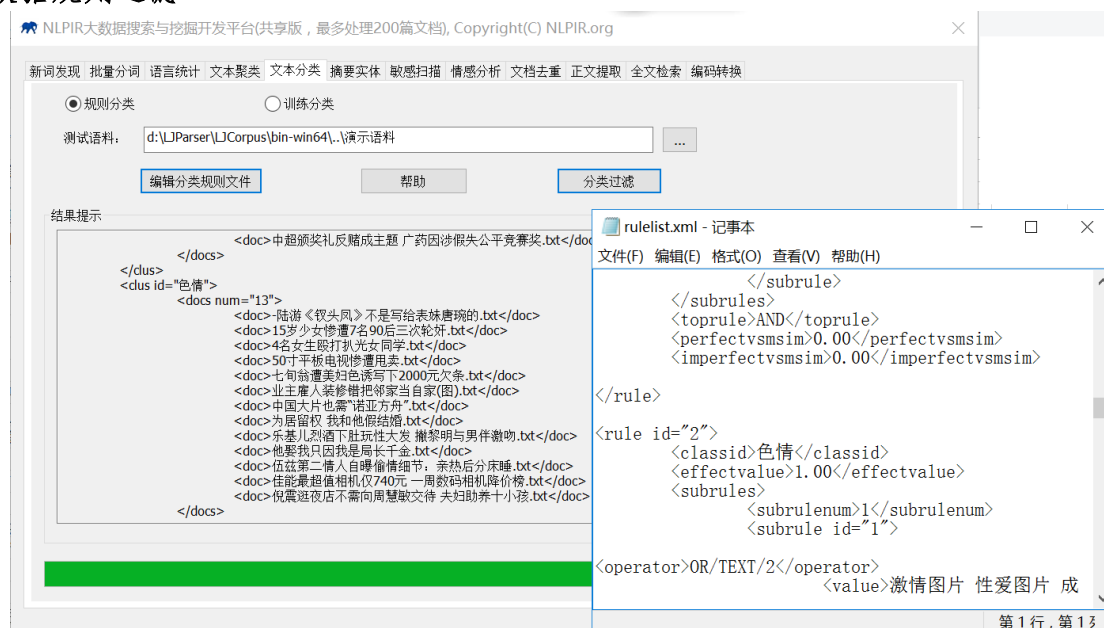 NLPIR大数据搜索与挖掘开发平台(共享版，最多处理200篇文档), Copyright(C) NLPIR.org
新词发现 批量分词 语言统计 文本聚类 文本分类 摘要实体 敏感扫描 情感分析 文档去重 正文提取 全文检索 编码转换
规则分类 训练分类
测试语料： d:\LJParser\LJCorpus\bin-win64\..\演示语料 ...
编辑分类规则文件 帮助 分类过滤
结果提示
<doc>中超颁奖礼反赌成主题 广药因涉假失公平竞赛奖.txt</doc
</docs>
</clus>
<clus id="色情">
<docs num="13">
<doc>-陆游《钗头凤》不是写给表妹唐琬的.txt</doc>
<doc>15岁少女惨遭7名90后三次轮奸.txt</doc>
<doc>4名女生殴打扒光女同学.txt</doc>
<doc>50寸平板电视惨遭甩卖.txt</doc>
<doc>七旬翁遭美妇色诱写下2000元欠条.txt</doc>
<doc>业主雇人装修错把邻家当自家(图).txt</doc>
<doc>中国大片也需“诺亚方舟”.txt</doc>
<doc>为居留权 我和他假结婚.txt</doc>
<doc>乐基儿烈酒下肚玩性大发 撇黎明与男伴激吻.txt</doc>
<doc>他娶我只因我是局长千金.txt</doc>
<doc>伍兹第二情人自曝偷情细节：亲热后分床睡.txt</doc>
<doc>佳能最超值相机仅740元 一周数码相机降价榜.txt</doc>
<doc>倪震逛夜店不需向周慧敏交待 夫妇助养十小孩.txt</doc>
</docs>
rulelist.xml - 记事本
文件(F) 编辑(E) 格式(O) 查看(V) 帮助(H)
</subrule>
</subrules>
<toprule>AND</toprule>
<perfectvsmsim>0.00</perfectvsmsim>
<imperfectvsmsim>0.00</imperfectvsmsim>
</rule>
<rule id="2">
<classid>色情</classid>
<effectvalue>1.00</effectvalue>
<subrules>
<subrulenum>1</subrulenum>
<subrule id="1">
<operator>OR/TEXT/2</operator>
<value>激情图片 性爱图片 成
第 1 行，第 1 列